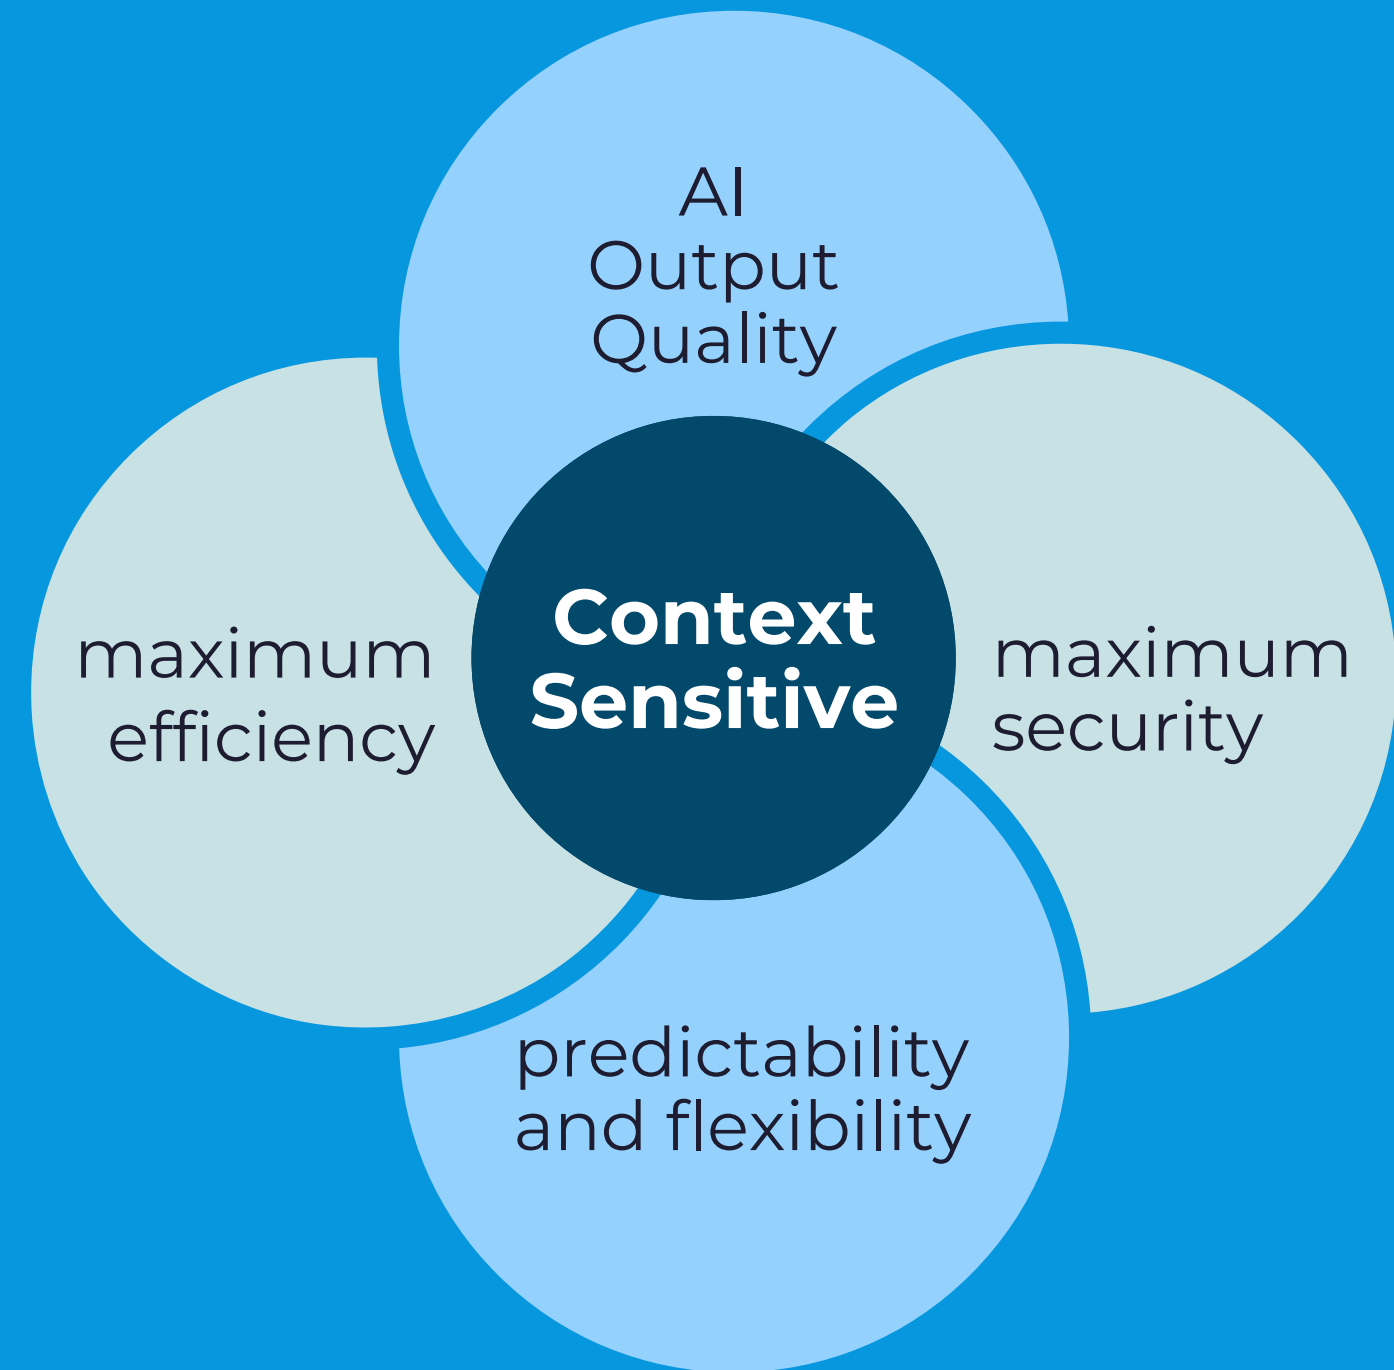 AI
Output
Quality
maximum
efficiency
Context
Sensitive
maximum
security
predictability
and flexibility